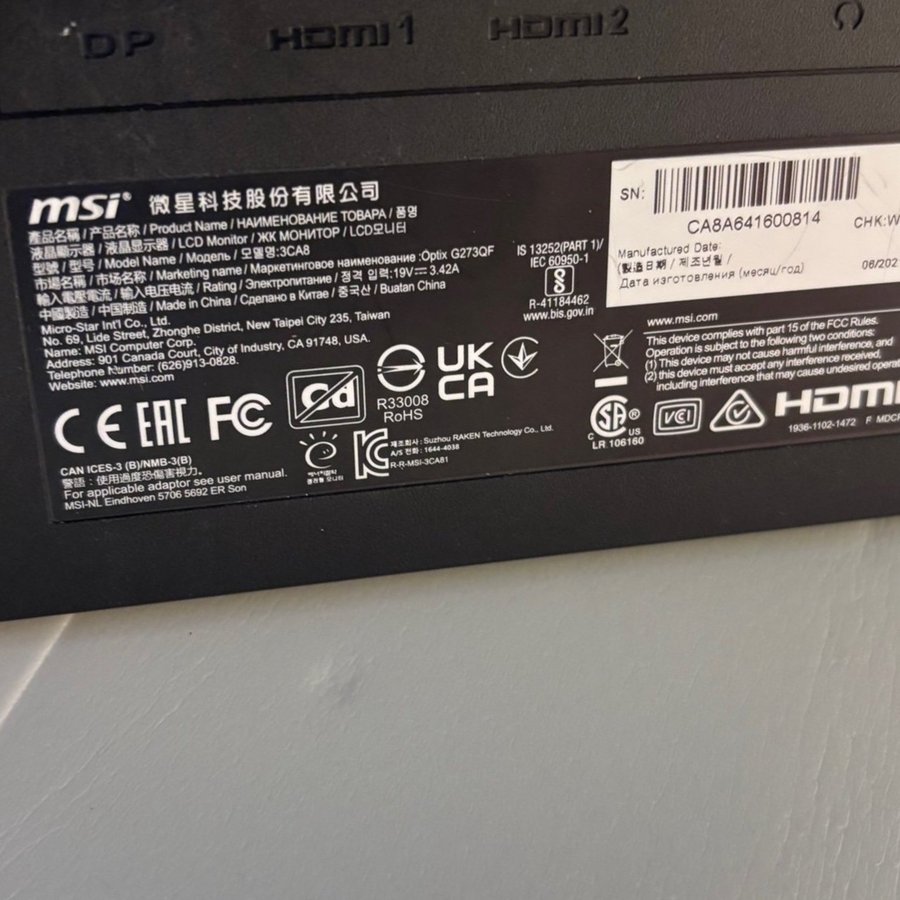 DP HDMI 1 HDMI 2
msi® 微星科技股份有限公司
產品名稱 / 产品名称 / Product Name / НАИМЕНОВАНИЕ ТОВАРА / 품명
液晶顯示器 / 液晶显示器 / LCD Monitor / ЖК МОНИТОР / LCD모니터
型號 / 型号 / Model Name / Модель / 모델명:3CA8
市場名稱 / 市场名称 / Marketing name / Маркетинговое наименование :Optix G273QF
輸入電壓電流 / 输入电压电流 / Rating / Электропитание / 정격 입력:19V⎓ 3.42A
中國製造 / 中国制造 / Made in China / Сделано в Китае / 중국산 / Buatan China
Micro-Star Int'l Co., Ltd.
No. 69, Lide Street, Zhonghe District, New Taipei City 235, Taiwan
Name: MSI Computer Corp.
Address: 901 Canada Court, City of Industry, CA 91748, USA.
Telephone Number: (626)913-0828.
Website: www.msi.com
CE EAC FC Cd
R33008
RoHS
UK
CA
CAN ICES-3 (B)/NMB-3(B)
警語：使用過度恐傷害視力。
For applicable adaptor see user manual.
MSI-NL Eindhoven 5706 5692 ER Son
에너지절약
컬러형 모니터
KC
제조회사 : Suzhou RAKEN Technology Co., Ltd.
A/S 전화 : 1644-4038
R-R-MSI-3CA81
IS 13252(PART 1)/
IEC 60950-1
R-41184462
www.bis.gov.in
SN:
CA8A641600814
CHK:W
Manufactured Date:
(製造日期 / 제조년월 /
Дата изготовления (месяц/год)
06/202
www.msi.com
This device complies with part 15 of the FCC Rules.
Operation is subject to the following two conditions:
(1) This device may not cause harmful interference, and
(2) this device must accept any interference received,
including interference that may cause undesired operat
SA®
C US
LR 106160
VCI
HDMI
1936-1102-1472 F MDCF